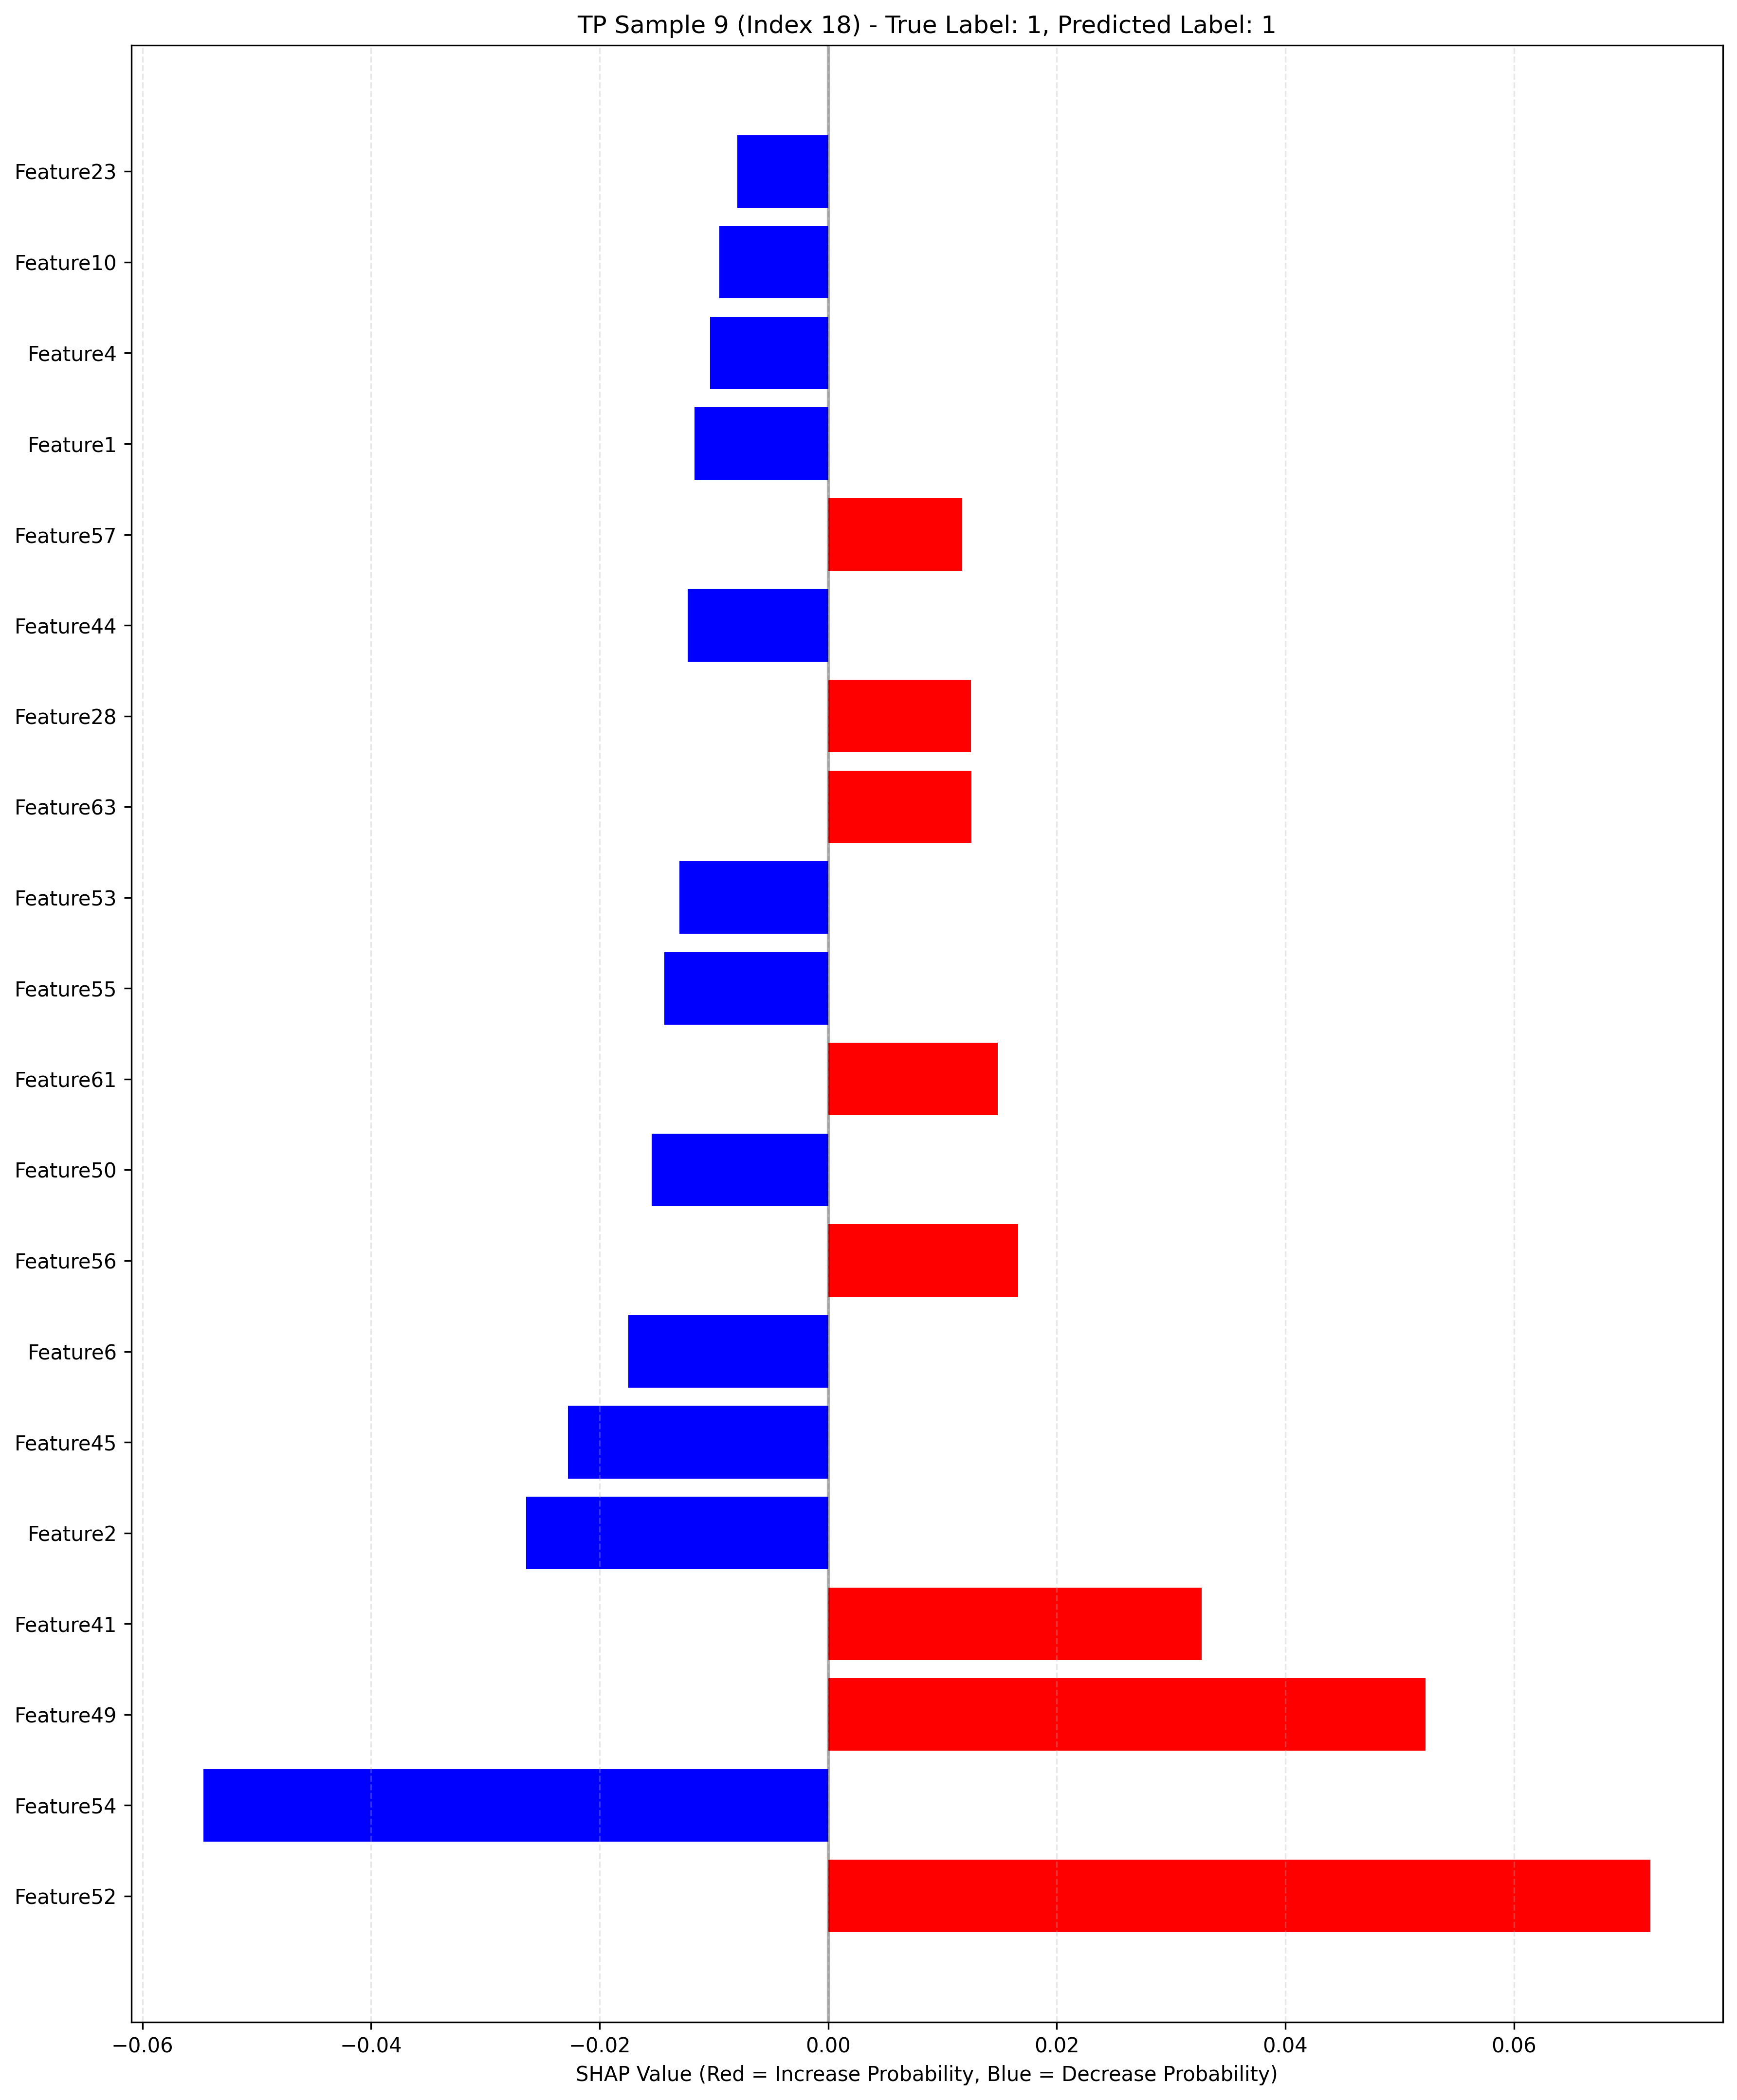 TP Sample 9 (Index 18) - True Label: 1, Predicted Label: 1
Feature23
Feature10
Feature4
Feature1
Feature57
Feature44
Feature28
Feature63
Feature53
Feature55
Feature61
Feature50
Feature56
Feature6
Feature45
Feature2
Feature41
Feature49
Feature54
Feature52
−0.06 −0.04 −0.02 0.00 0.02 0.04 0.06
SHAP Value (Red = Increase Probability, Blue = Decrease Probability)